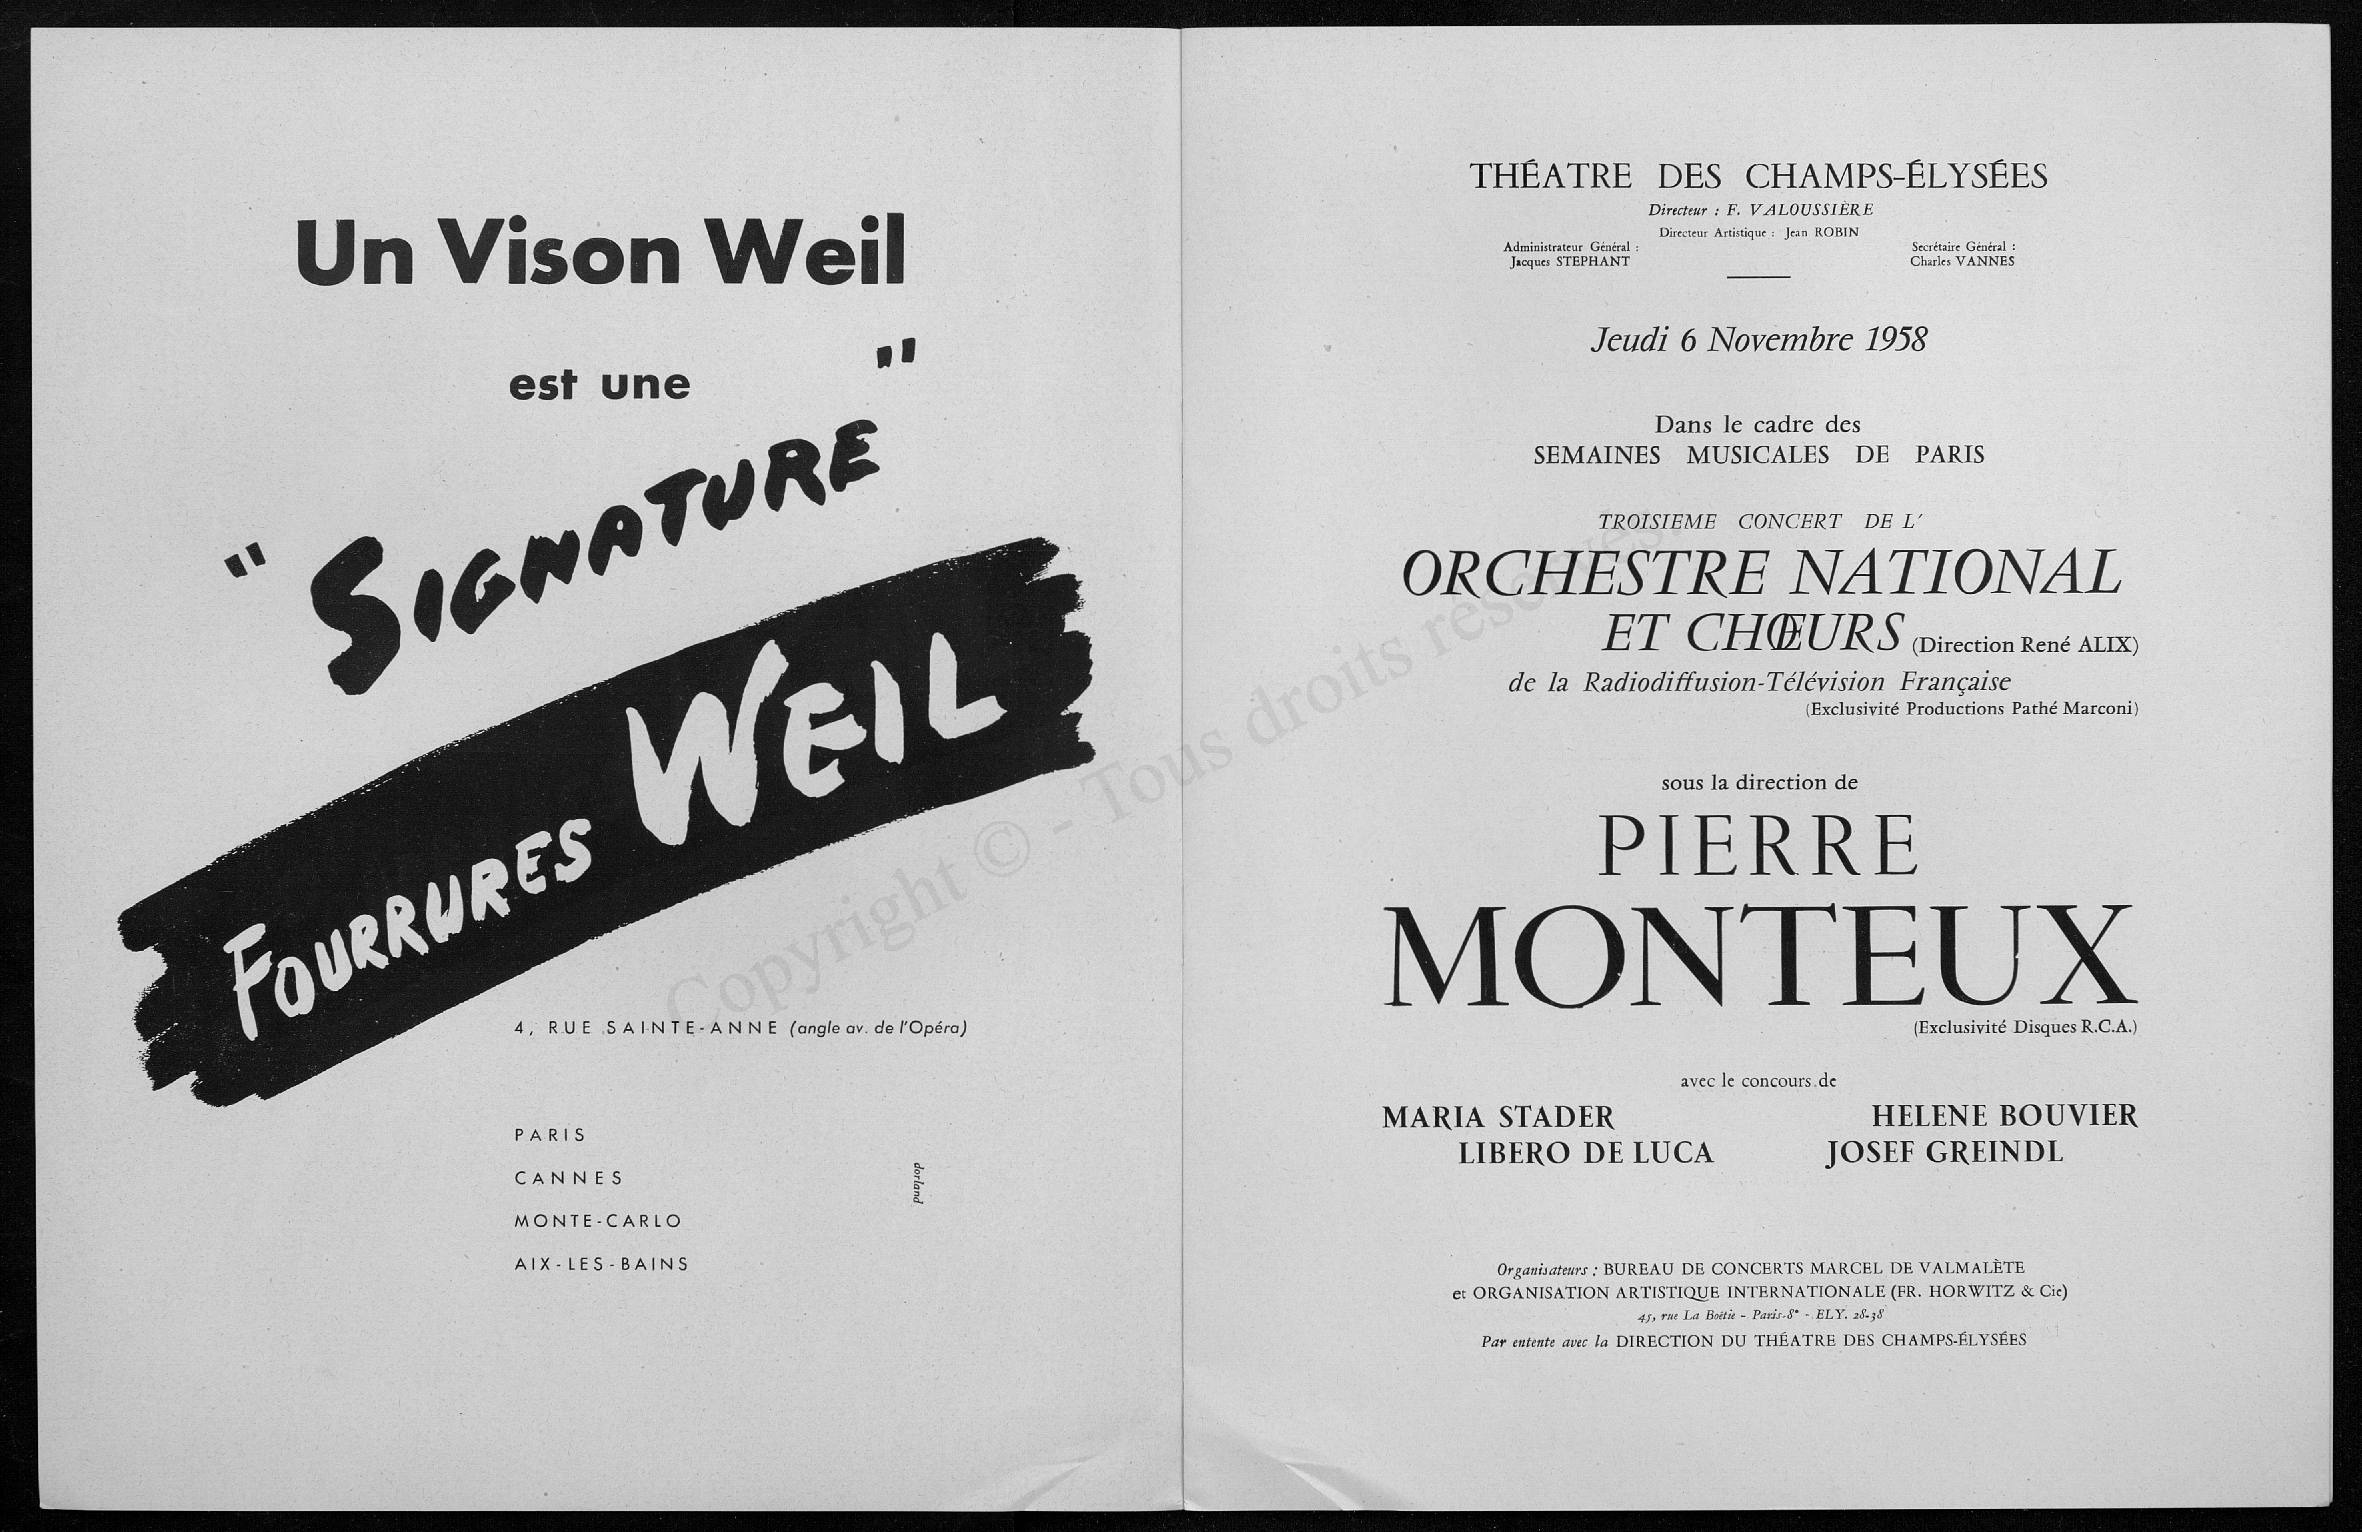 Un Vison Weil
est une
"SIGNATURE"
FOURRURES WEIL
4, RUE SAINTE-ANNE (angle av. de l'Opéra)
PARIS
CANNES
MONTE-CARLO
AIX-LES-BAINS
dorland
THÉATRE DES CHAMPS-ÉLYSÉES
Directeur : F. VALOUSSIÈRE
Directeur Artistique : Jean ROBIN
Administrateur Général :
Jacques STEPHANT
Secrétaire Général :
Charles VANNES
Jeudi 6 Novembre 1958
Dans le cadre des
SEMAINES MUSICALES DE PARIS
TROISIEME CONCERT DE L'
ORCHESTRE NATIONAL
ET CHŒURS (Direction René ALIX)
de la Radiodiffusion-Télévision Française
(Exclusivité Productions Pathé Marconi)
sous la direction de
PIERRE
MONTEUX
(Exclusivité Disques R.C.A.)
avec le concours de
MARIA STADER HELENE BOUVIER
LIBERO DE LUCA JOSEF GREINDL
Organisateurs : BUREAU DE CONCERTS MARCEL DE VALMALÈTE
et ORGANISATION ARTISTIQUE INTERNATIONALE (FR. HORWITZ & Cie)
45, rue La Boëtie - Paris-8e - ELY. 28-38
Par entente avec la DIRECTION DU THÉATRE DES CHAMPS-ÉLYSÉES
Copyright © - Tous droits réservés.